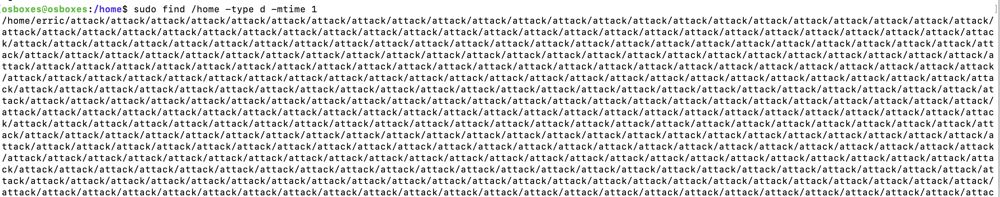 [osboxes@osboxes:/home$ sudo find /home -type d -mtime 1 ]
/home/erric/attack/attack/attack/attack/attack/attack/attack/attack/attack/attack/attack/attack/attack/attack/attack/attack/attack/attack/attack/attack/attack/attack/attack/
attack/attack/attack/attack/attack/attack/attack/attack/attack/attack/attack/attack/attack/attack/attack/attack/attack/attack/attack/attack/attack/attack/attack/attack/attac
k/attack/attack/attack/attack/attack/attack/attack/attack/attack/attack/attack/attack/attack/attack/attack/attack/attack/attack/attack/attack/attack/attack/attack/attack/att
ack/attack/attack/attack/attack/attack/attack/attack/attack/attack/attack/attack/attack/attack/attack/attack/attack/attack/attack/attack/attack/attack/attack/attack/attack/a
ttack/attack/attack/attack/attack/attack/attack/attack/attack/attack/attack/attack/attack/attack/attack/attack/attack/attack/attack/attack/attack/attack/attack/attack/attack
/attack/attack/attack/attack/attack/attack/attack/attack/attack/attack/attack/attack/attack/attack/attack/attack/attack/attack/attack/attack/attack/attack/attack/attack/atta
ck/attack/attack/attack/attack/attack/attack/attack/attack/attack/attack/attack/attack/attack/attack/attack/attack/attack/attack/attack/attack/attack/attack/attack/attack/at
tack/attack/attack/attack/attack/attack/attack/attack/attack/attack/attack/attack/attack/attack/attack/attack/attack/attack/attack/attack/attack/attack/attack/attack/attack/
attack/attack/attack/attack/attack/attack/attack/attack/attack/attack/attack/attack/attack/attack/attack/attack/attack/attack/attack/attack/attack/attack/attack/attack/attac
k/attack/attack/attack/attack/attack/attack/attack/attack/attack/attack/attack/attack/attack/attack/attack/attack/attack/attack/attack/attack/attack/attack/attack/attack/att
ack/attack/attack/attack/attack/attack/attack/attack/attack/attack/attack/attack/attack/attack/attack/attack/attack/attack/attack/attack/attack/attack/attack/attack/attack/a
ttack/attack/attack/attack/attack/attack/attack/attack/attack/attack/attack/attack/attack/attack/attack/attack/attack/attack/attack/attack/attack/attack/attack/attack/attack
/attack/attack/attack/attack/attack/attack/attack/attack/attack/attack/attack/attack/attack/attack/attack/attack/attack/attack/attack/attack/attack/attack/attack/attack/atta
ck/attack/attack/attack/attack/attack/attack/attack/attack/attack/attack/attack/attack/attack/attack/attack/attack/attack/attack/attack/attack/attack/attack/attack/attack/at
tack/attack/attack/attack/attack/attack/attack/attack/attack/attack/attack/attack/attack/attack/attack/attack/attack/attack/attack/attack/attack/attack/attack/attack/attack/
attack/attack/attack/attack/attack/attack/attack/attack/attack/attack/attack/attack/attack/attack/attack/attack/attack/attack/attack/attack/attack/attack/attack/attack/attac